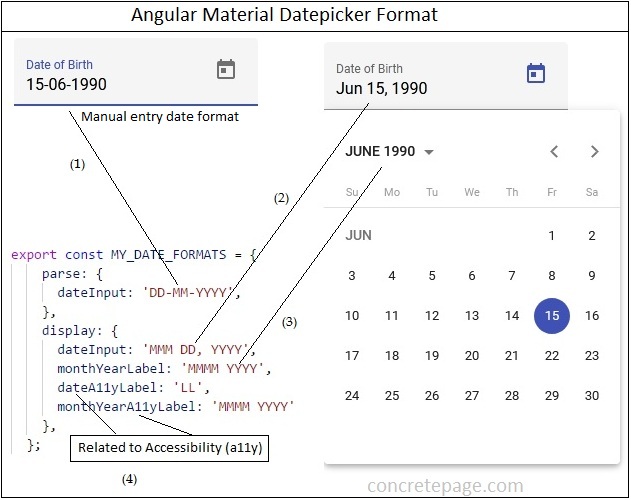 Angular Material Datepicker Format
Date of Birth
15-06-1990
Manual entry date format
(1)
Date of Birth
Jun 15, 1990
(2)
JUNE 1990
Su Mo Tu We Th Fr Sa
JUN 1 2
3 4 5 6 7 8 9
10 11 12 13 14 15 16
17 18 19 20 21 22 23
24 25 26 27 28 29 30
(3)
export const MY_DATE_FORMATS = {
parse: {
dateInput: 'DD-MM-YYYY',
},
display: {
dateInput: 'MMM DD, YYYY',
monthYearLabel: 'MMMM YYYY',
dateA11yLabel: 'LL',
monthYearA11yLabel: 'MMMM YYYY'
},
};
Related to Accessibility (a11y)
(4)
concretepage.com